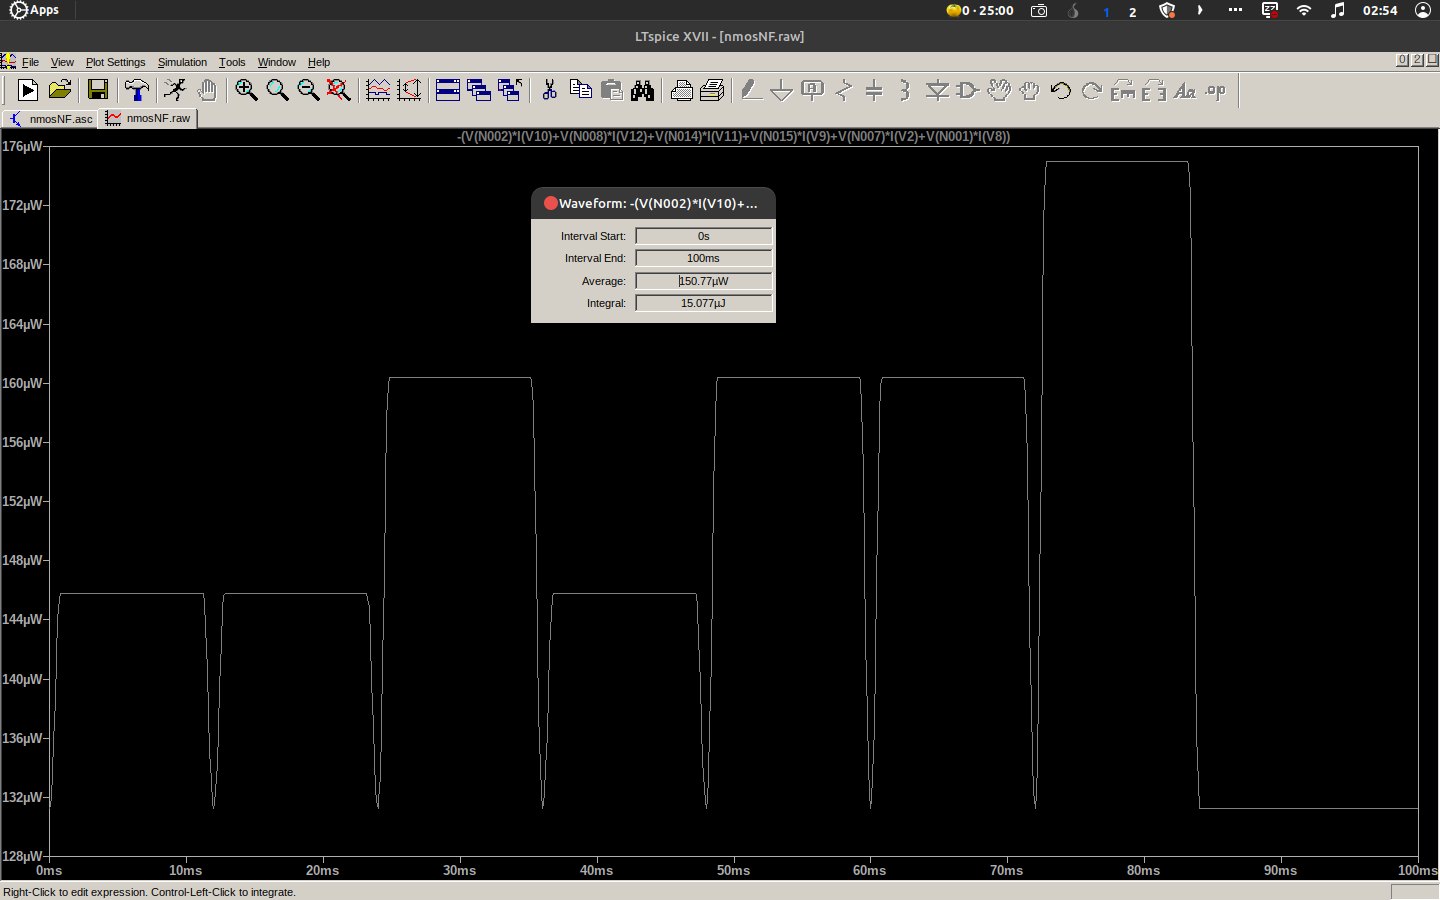 Apps
0 · 25:00
1
2
02:54
LTspice XVII - [nmosNF.raw]
File View Plot Settings Simulation Tools Window Help
nmosNF.asc
nmosNF.raw
-(V(N002)*I(V10)+V(N008)*I(V12)+V(N014)*I(V11)+V(N015)*I(V9)+V(N007)*I(V2)+V(N001)*I(V8))
176µW
172µW
168µW
164µW
160µW
156µW
152µW
148µW
144µW
140µW
136µW
132µW
128µW
Waveform: -(V(N002)*I(V10)+...
Interval Start: 0s
Interval End: 100ms
Average: 150.77µW
Integral: 15.077µJ
0ms 10ms 20ms 30ms 40ms 50ms 60ms 70ms 80ms 90ms 100ms
Right-Click to edit expression. Control-Left-Click to integrate.